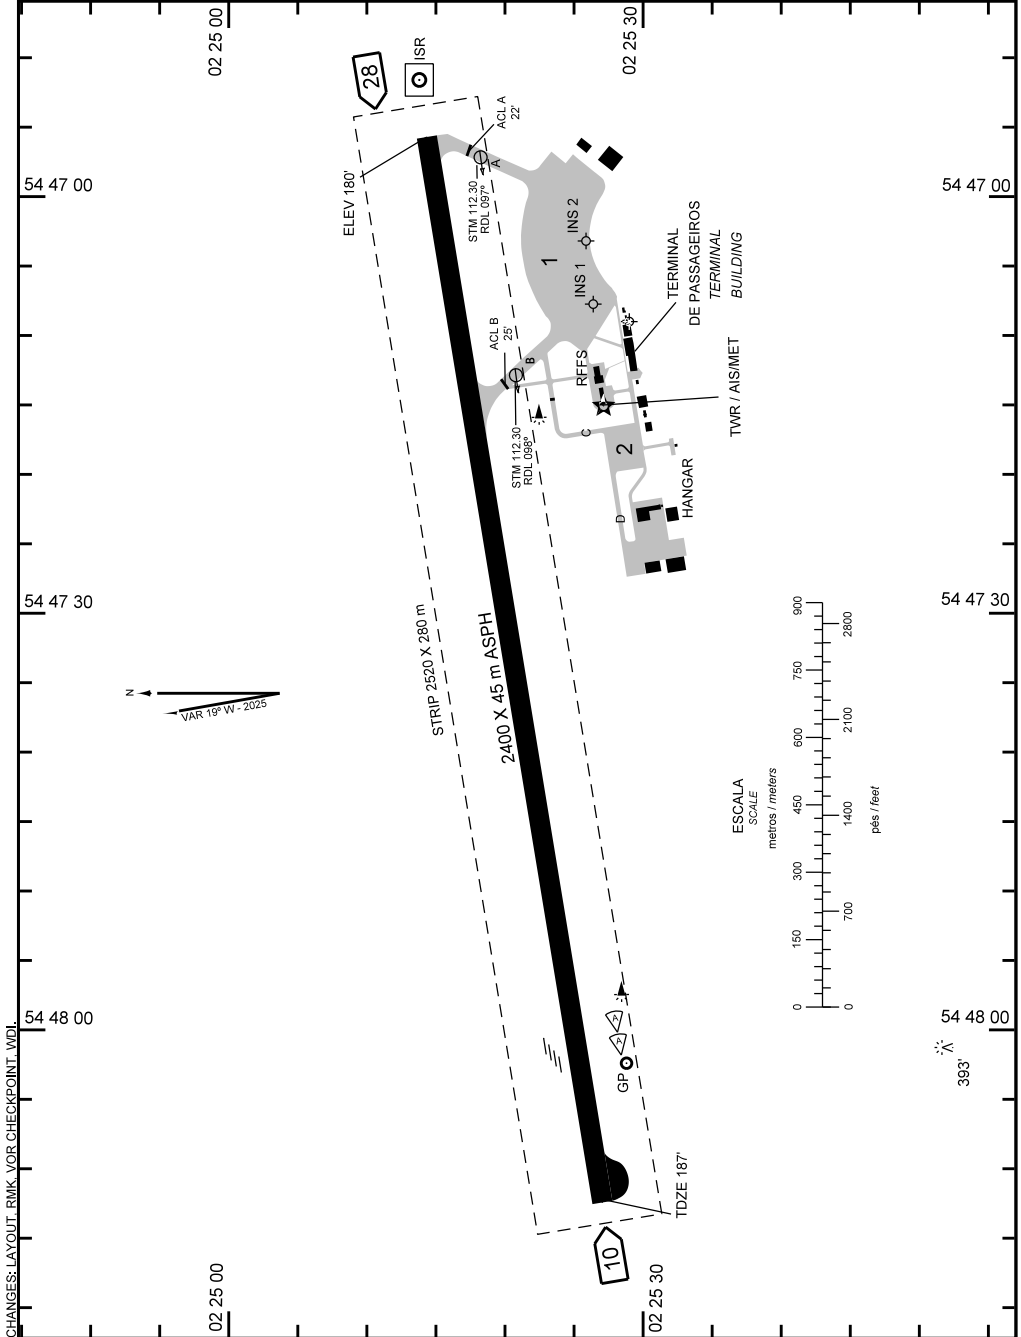 CHANGES: LAYOUT. RMK. VOR CHECKPOINT. WDI.
02 25 00
02 25 30
54 47 00
54 47 00
54 47 30
54 47 30
54 48 00
54 48 00
02 25 00
02 25 30
28
ISR
ELEV 180'
ACL A
22'
A
STM 112.30
RDL 097º
ACL B
25'
B
STM 112.30
RDL 098º
1
INS 1
INS 2
RFFS
C
2
D
HANGAR
TERMINAL
DE PASSAGEIROS
TERMINAL
BUILDING
TWR / AIS/MET
N
VAR 19º W - 2025
STRIP 2520 X 280 m
2400 X 45 m ASPH
ESCALA
SCALE
metros / meters
0 150 300 450 600 750 900
0 700 1400 2100 2800
pés / feet
GP
A
A
TDZE 187'
10
393'